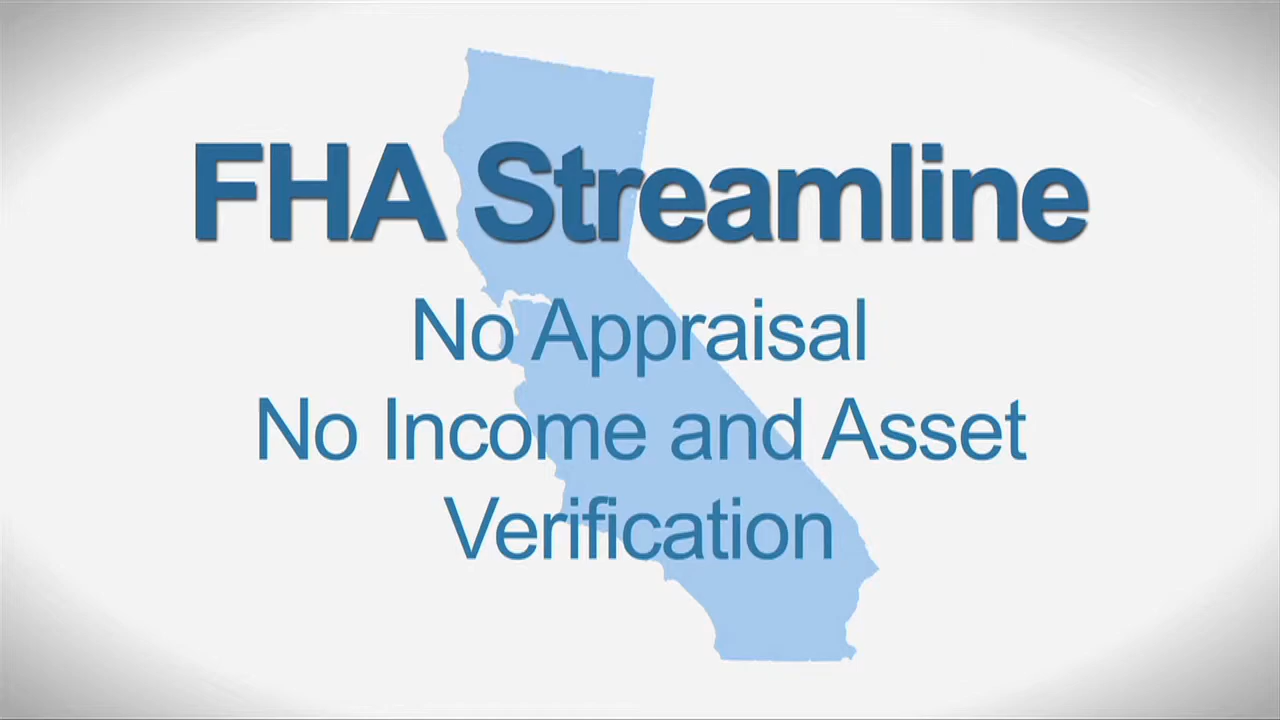 FHA Streamline
No Appraisal
No Income and Asset
Verification